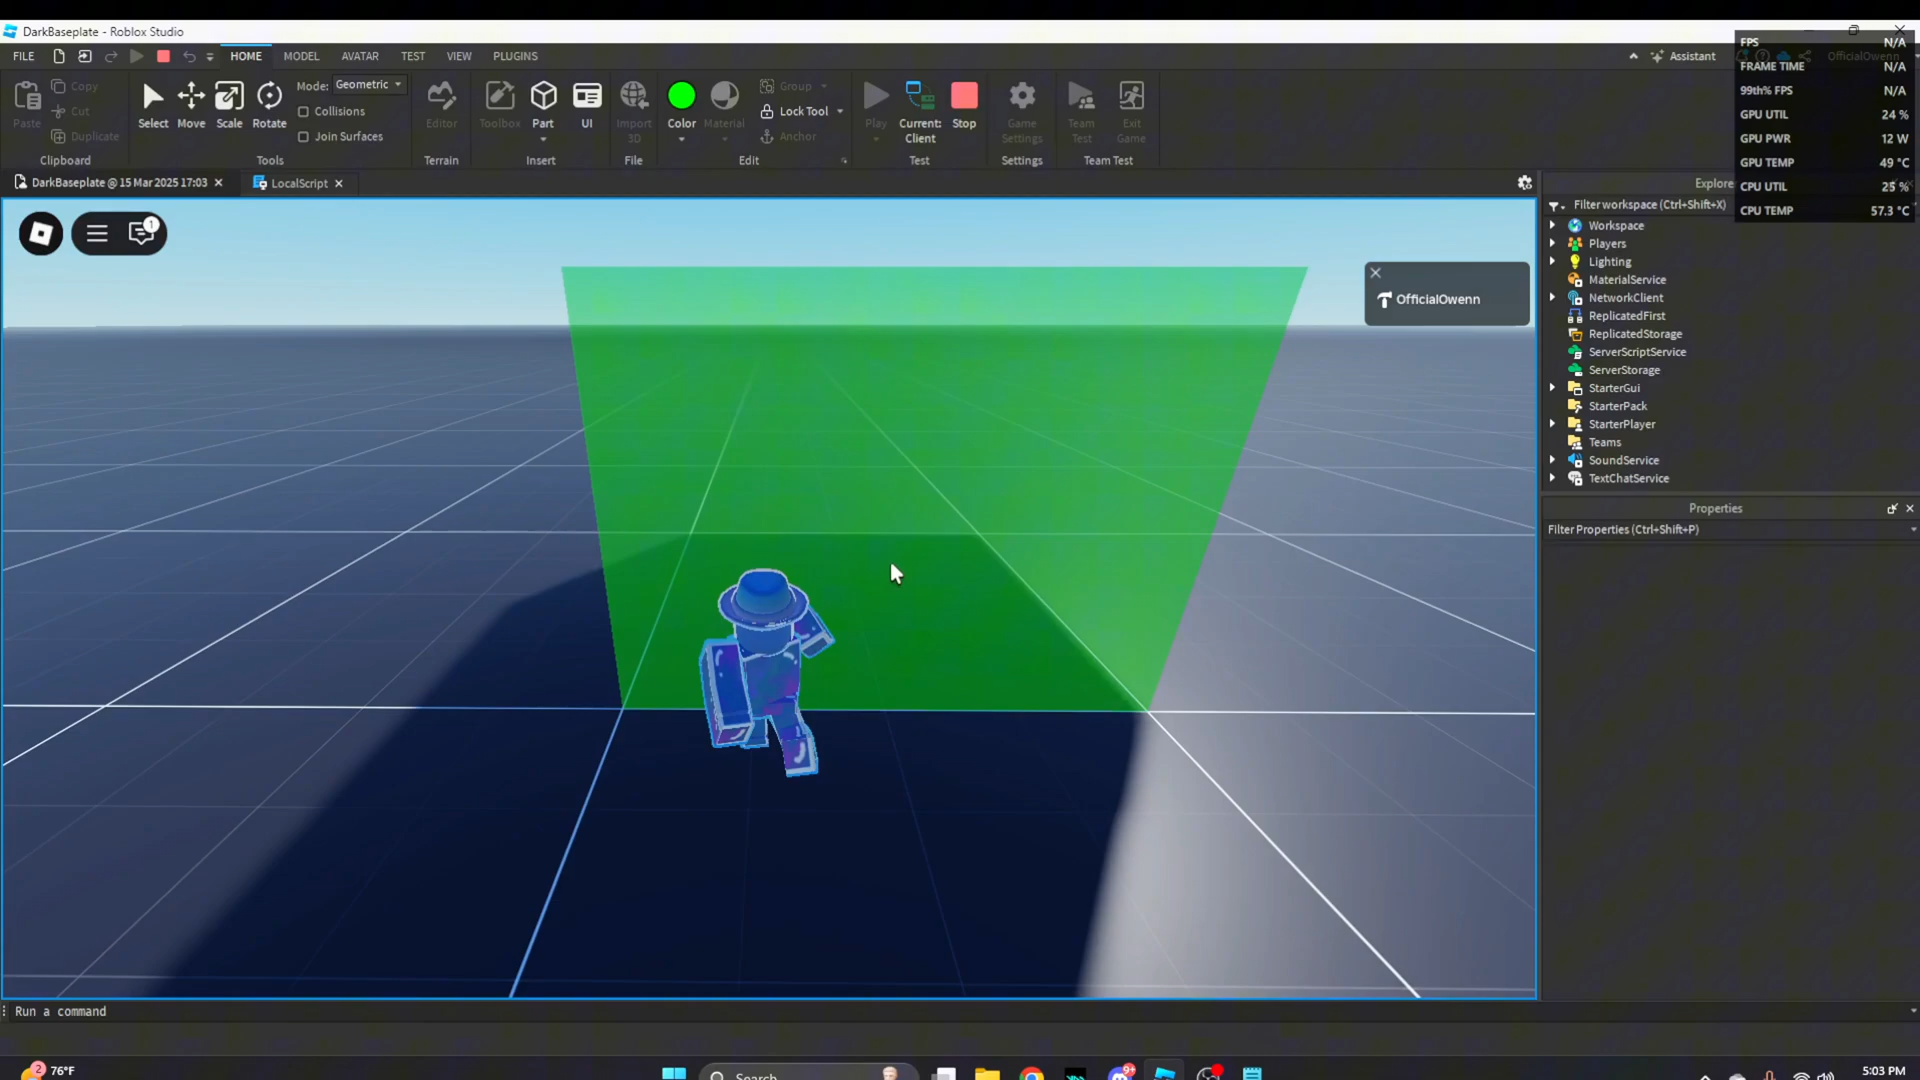 DarkBaseplate - Roblox Studio
FILE
HOME
MODEL
AVATAR
TEST
VIEW
PLUGINS
Assistant
OfficialOwenn
Paste
Copy
Cut
Duplicate
Clipboard
Select
Move
Scale
Rotate
Mode: Geometric
Collisions
Join Surfaces
Tools
Editor
Terrain
Toolbox
Part
UI
Insert
Import
3D
File
Color
Material
Group
Lock Tool
Anchor
Edit
Play
Current:
Client
Stop
Test
Game
Settings
Settings
Team
Test
Exit
Game
Team Test
FPS N/A
FRAME TIME N/A
99th% FPS N/A
GPU UTIL 24 %
GPU PWR 12 W
GPU TEMP 49 °C
CPU UTIL 25 %
CPU TEMP 57.3 °C
DarkBaseplate @ 15 Mar 2025 17:03
LocalScript
1
OfficialOwenn
Explore
Filter workspace (Ctrl+Shift+X)
Workspace
Players
Lighting
MaterialService
NetworkClient
ReplicatedFirst
ReplicatedStorage
ServerScriptService
ServerStorage
StarterGui
StarterPack
StarterPlayer
Teams
SoundService
TextChatService
Properties
Filter Properties (Ctrl+Shift+P)
Run a command
2
76°F
Search
9+
5:03 PM